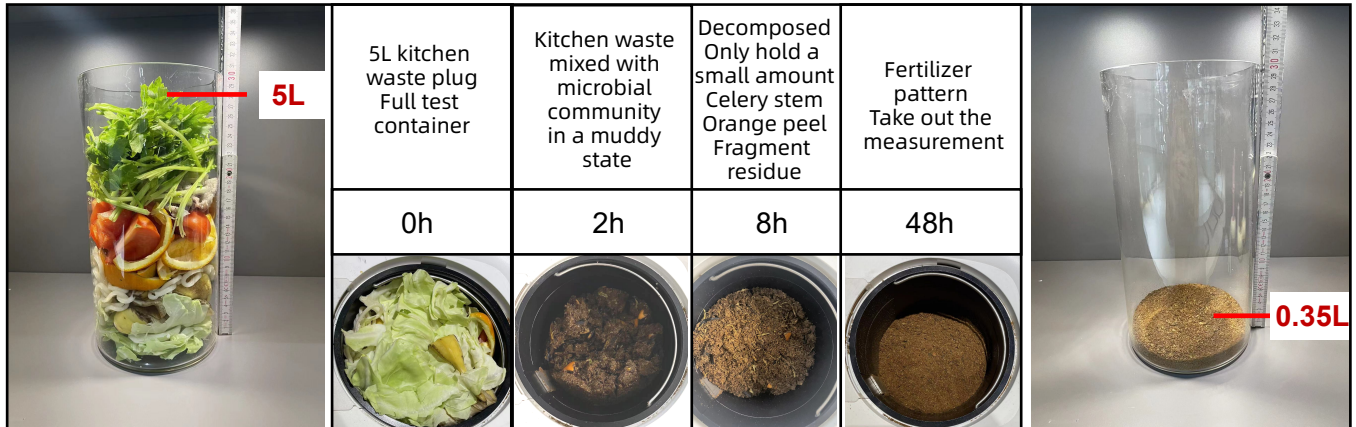 5L
5L kitchen
waste plug
Full test
container
Kitchen waste
mixed with
microbial
community
in a muddy
state
Decomposed
Only hold a
small amount
Celery stem
Orange peel
Fragment
residue
Fertilizer
pattern
Take out the
measurement
0h
2h
8h
48h
0.35L